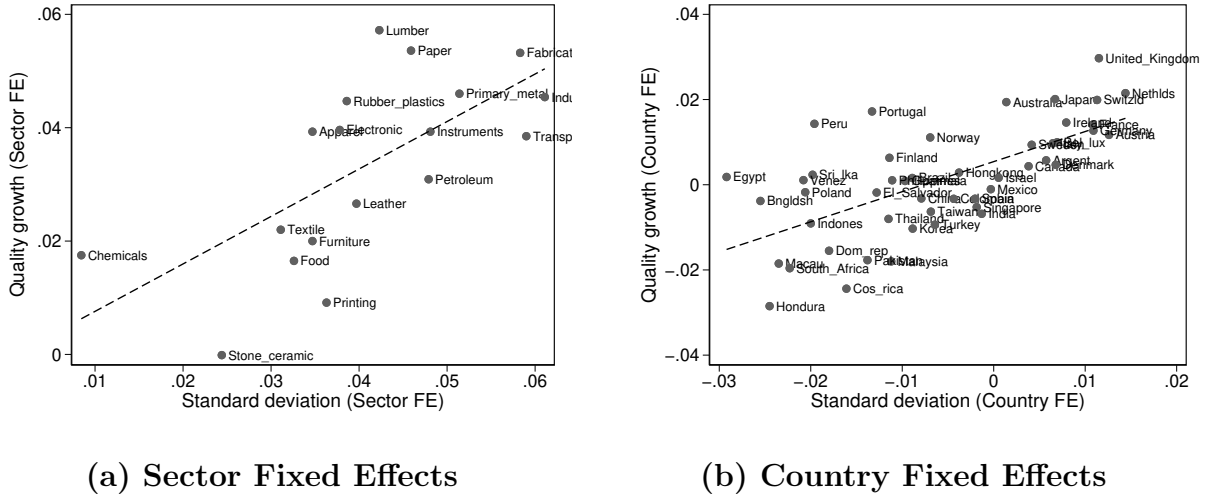 .06
.04
.02
0
Quality growth (Sector FE)
Lumber
Paper
Fabricat
Primary_metal
Indu
Rubber_plastics
Apparel
Electronic
Instruments
Transp
Petroleum
Leather
Textile
Furniture
Chemicals
Food
Printing
Stone_ceramic
.01 .02 .03 .04 .05 .06
Standard deviation (Sector FE)
(a) Sector Fixed Effects
.04
.02
0
−.02
−.04
Quality growth (Country FE)
United_Kingdom
Nethlds
Japan
Switzld
Australia
Portugal
Peru
Ireland
France
Germany
Austria
Norway
Sweden
Bel_lux
Finland
Argent
Denmark
Canada
Hongkong
Egypt
Sri_lka
Venez
Brazil
Israel
Poland
El_Salvador
Mexico
Bngldsh
China
Colombia
Spain
Singapore
Taiwan
India
Thailand
Indones
Turkey
Korea
Dom_rep
Pakistan
Malaysia
Macau
South_Africa
Cos_rica
Hondura
−.03 −.02 −.01 0 .01 .02
Standard deviation (Country FE)
(b) Country Fixed Effects